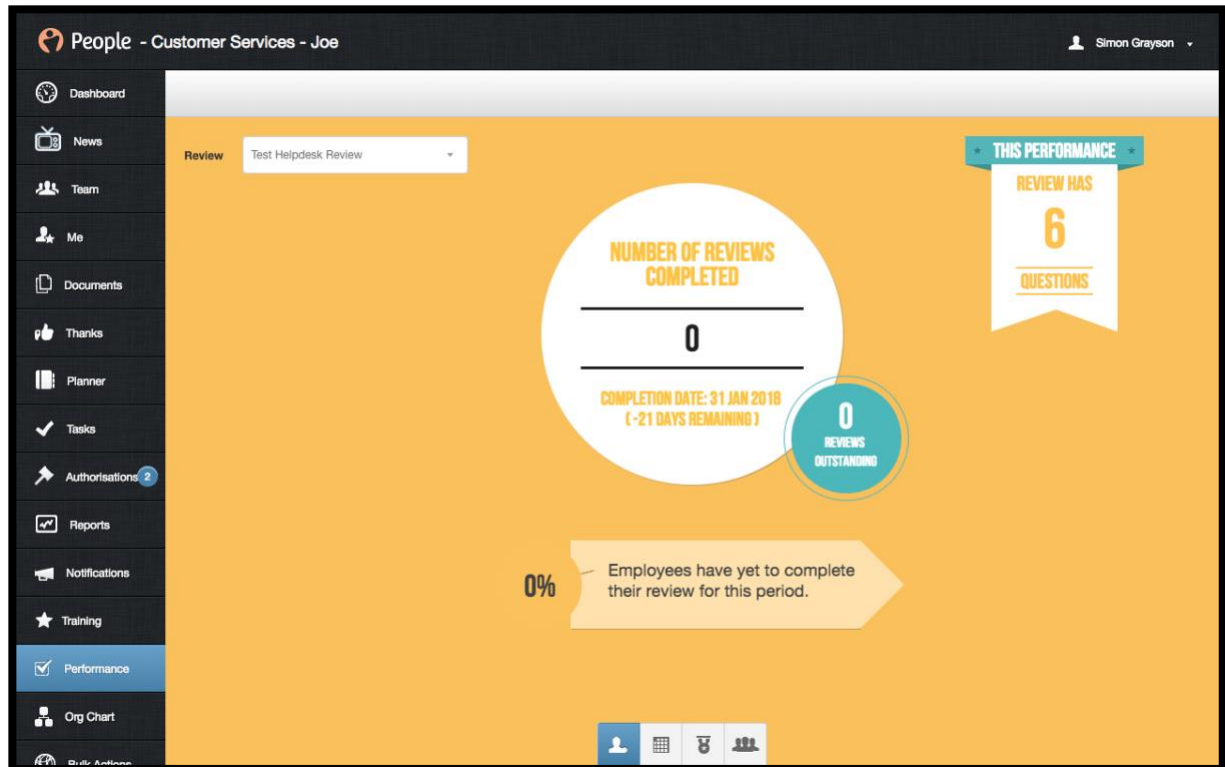 People - Customer Services - Joe
Simon Grayson
Dashboard
News
Team
Me
Documents
Thanks
Planner
Tasks
Authorisations 2
Reports
Notifications
Training
Performance
Org Chart
Bulk Actions
Review
Test Helpdesk Review
NUMBER OF REVIEWS
COMPLETED
0
COMPLETION DATE: 31 JAN 2018
( -21 DAYS REMAINING )
0
REVIEWS
OUTSTANDING
THIS PERFORMANCE
REVIEW HAS
6
QUESTIONS
0%
Employees have yet to complete
their review for this period.